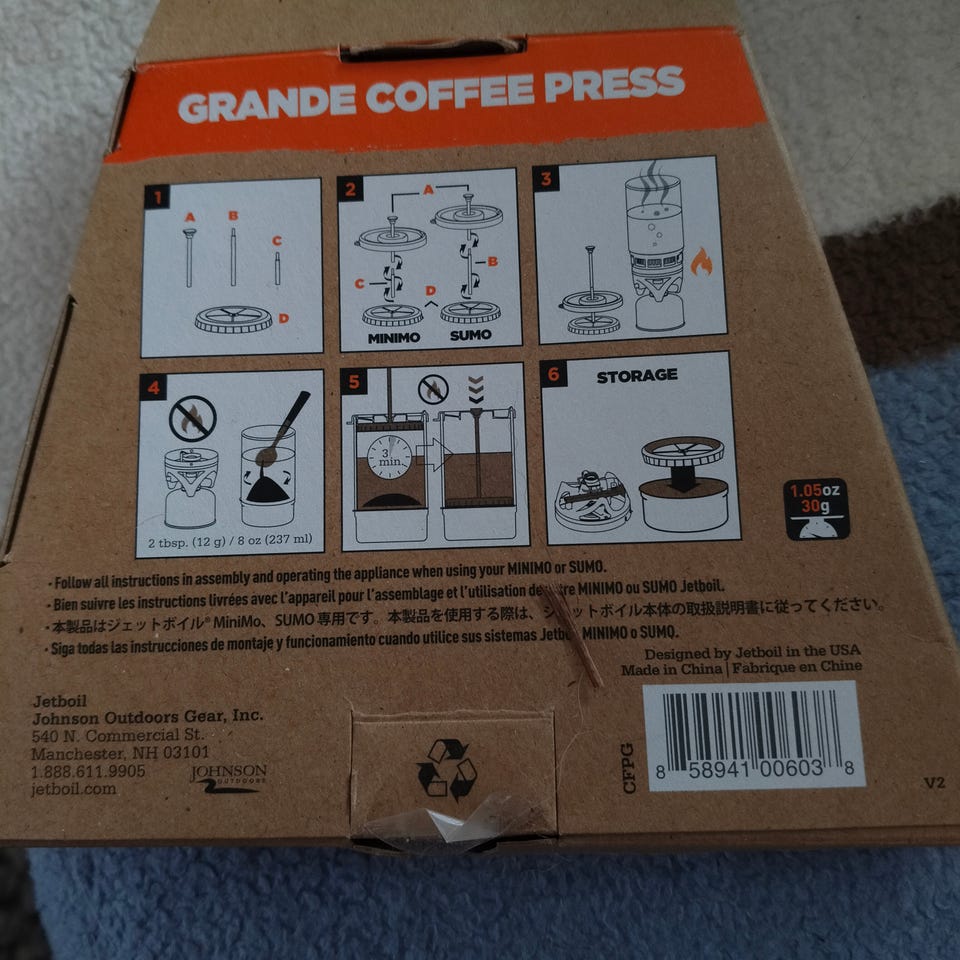 GRANDE COFFEE PRESS
1
A
B
C
D
2
A
B
C
D
MINIMO
SUMO
3
4
2 tbsp. (12 g) / 8 oz (237 ml)
5
3 min.
6
STORAGE
1.05oz
30g
· Follow all instructions in assembly and operating the appliance when using your MINIMO or SUMO.
· Bien suivre les instructions livrées avec l'appareil pour l'assemblage et l'utilisation de MINIMO ou SUMO Jetboil.
· 本製品はジェットボイル® MiniMo、SUMO 専用です。本製品を使用する際は、ジェットボイル本体の取扱説明書に従ってください。
· Siga todas las instrucciones de montaje y funcionamiento cuando utilice sus sistemas MINIMO o SUMO.
Designed by Jetboil in the USA
Made in China | Fabrique en Chine
Jetboil
Johnson Outdoors Gear, Inc.
540 N. Commercial St.
Manchester, NH 03101
1.888.611.9905
jetboil.com
JOHNSON
OUTDOORS
CFPG
8 58941 00603 8
V2